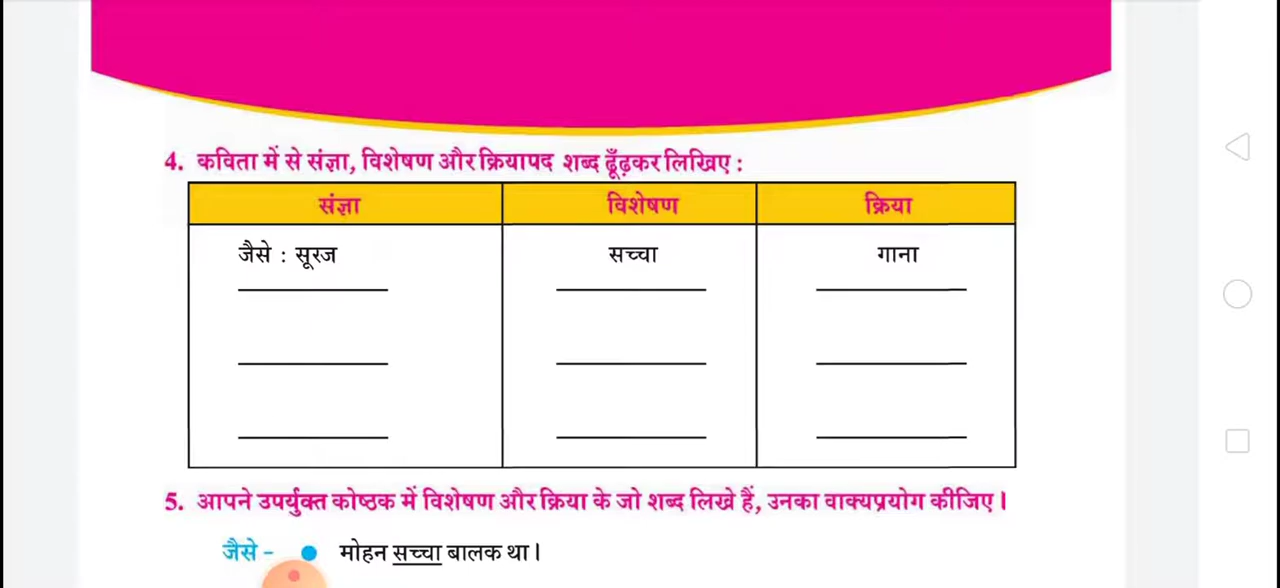 4. कविता में से संज्ञा, विशेषण और क्रियापद शब्द ढूँढ़कर लिखिए :
संज्ञा विशेषण क्रिया
जैसे : सूरज सच्चा गाना
5. आपने उपर्युक्त कोष्ठक में विशेषण और क्रिया के जो शब्द लिखे हैं, उनका वाक्यप्रयोग कीजिए।
जैसे - ● मोहन सच्चा बालक था।